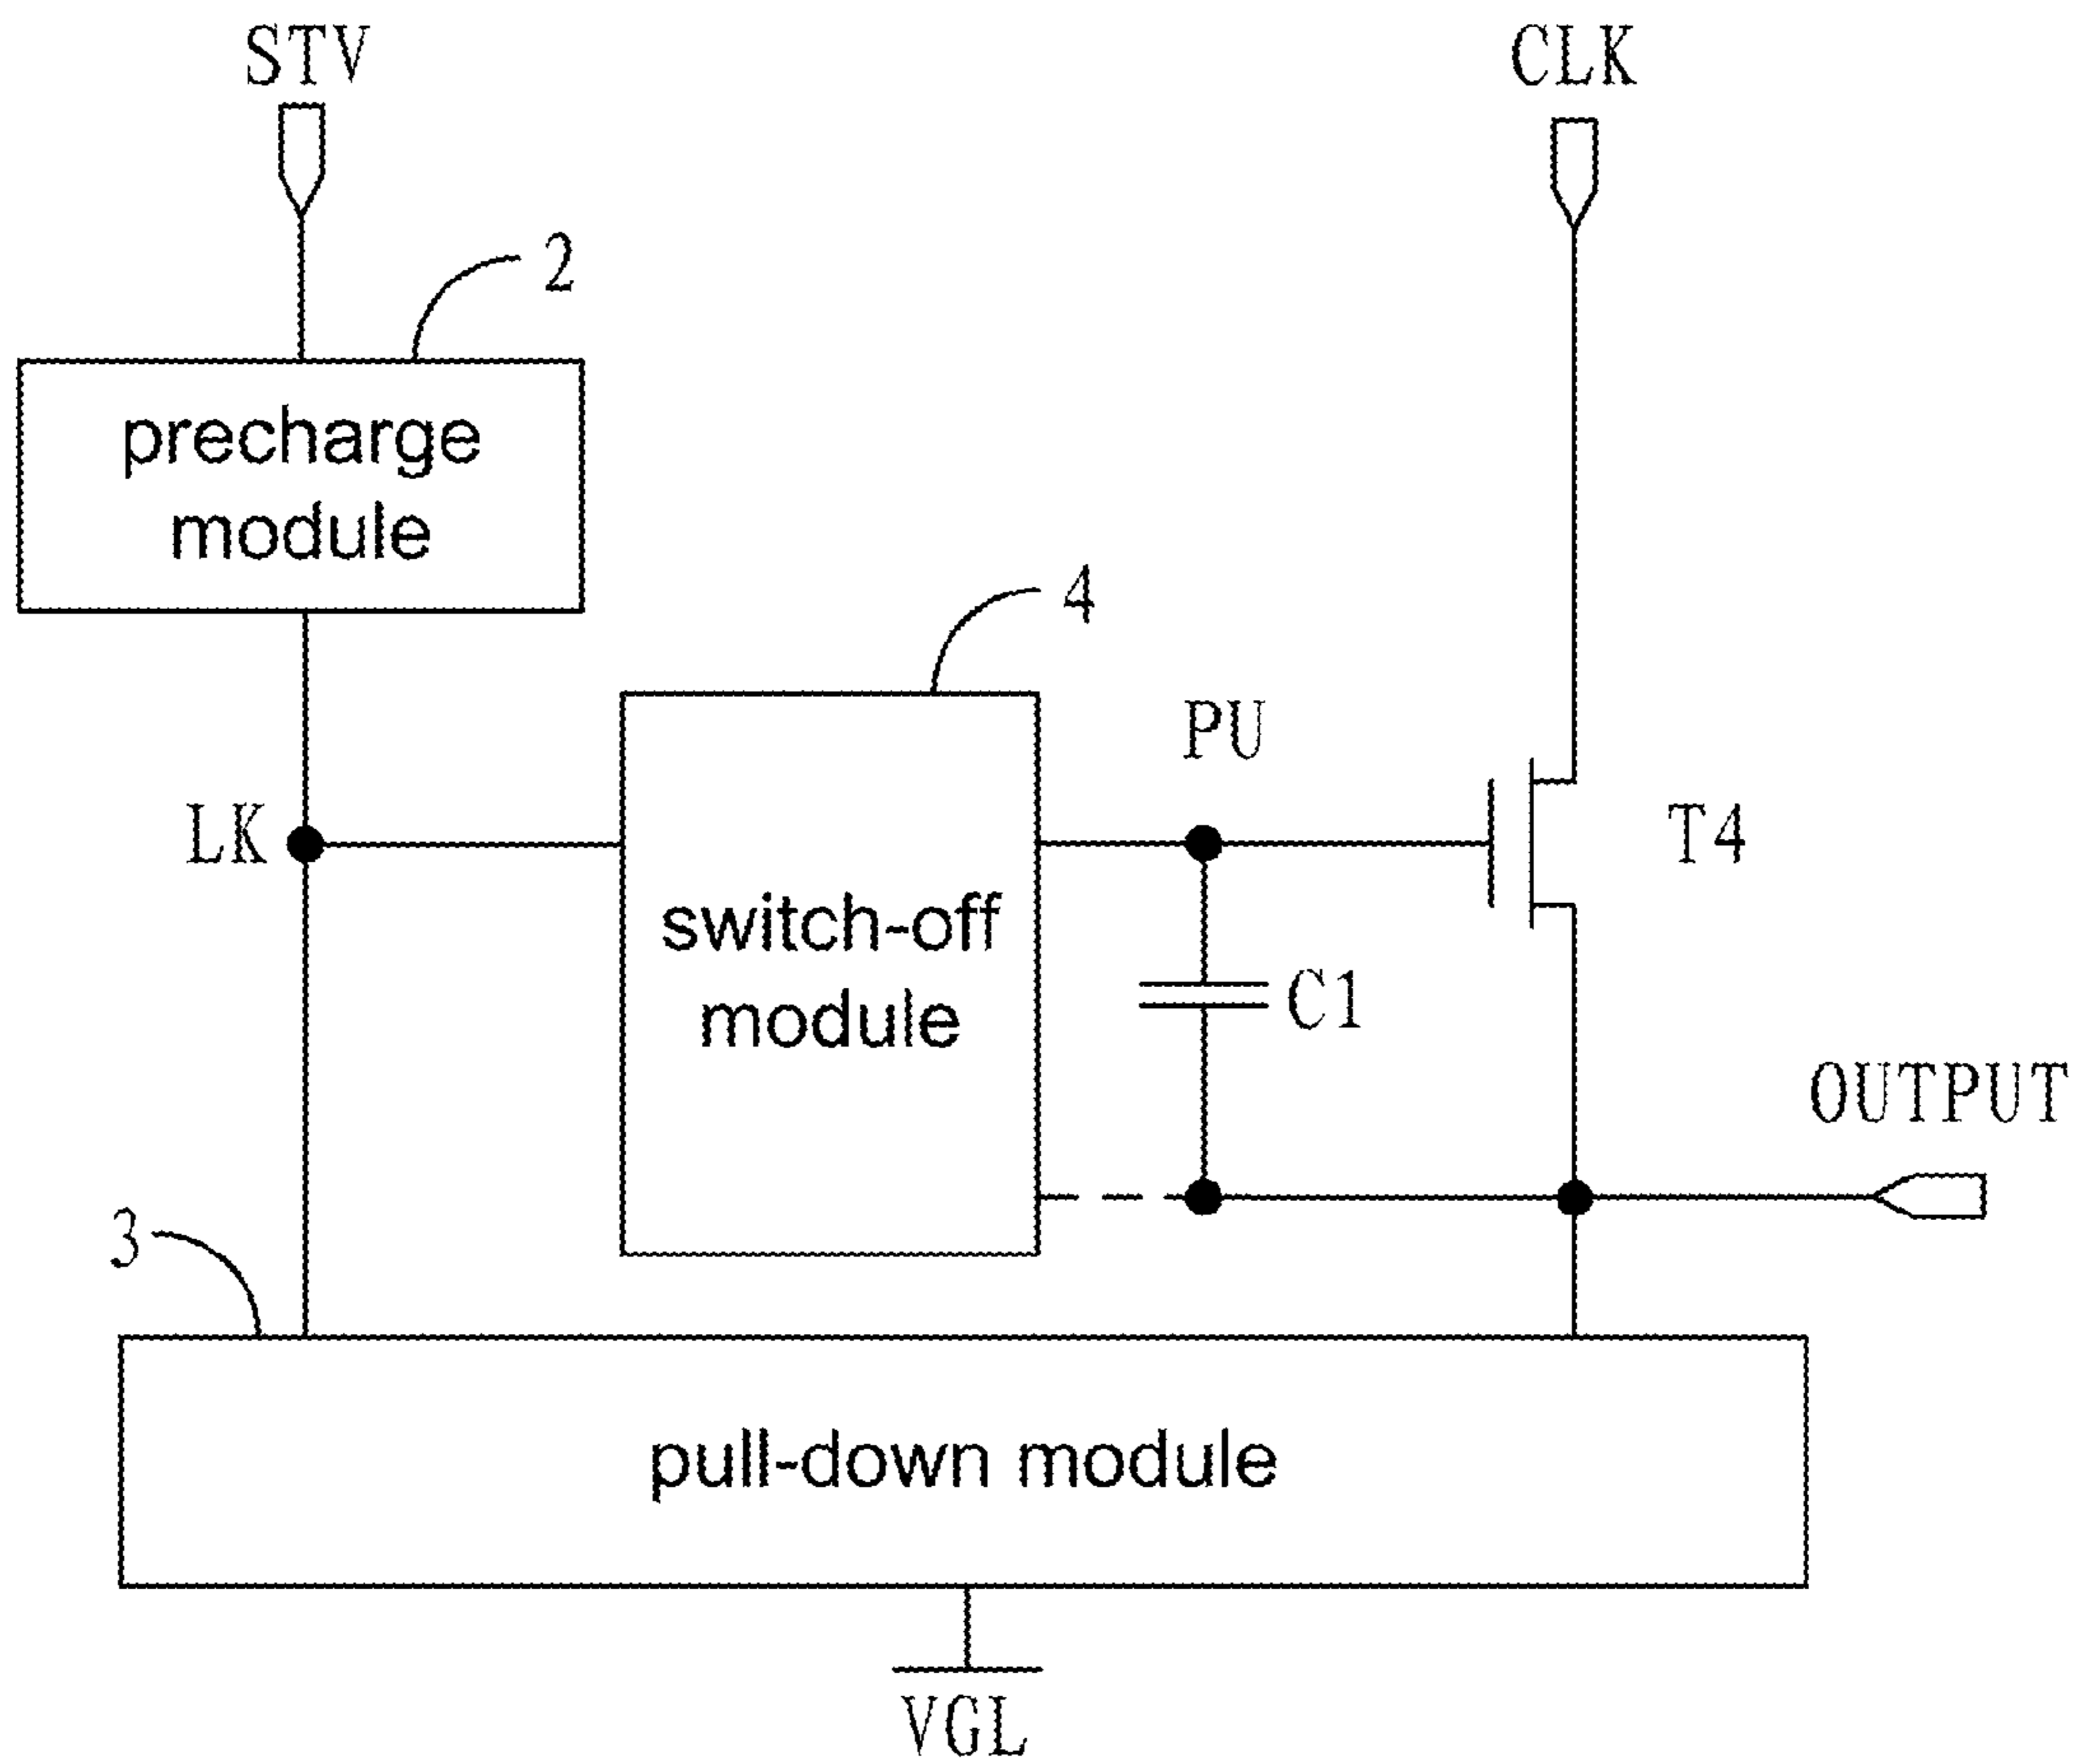 STV
CLK
2
precharge
module
4
PU
LK
T4
switch-off
module
C1
OUTPUT
3
pull-down module
VGL